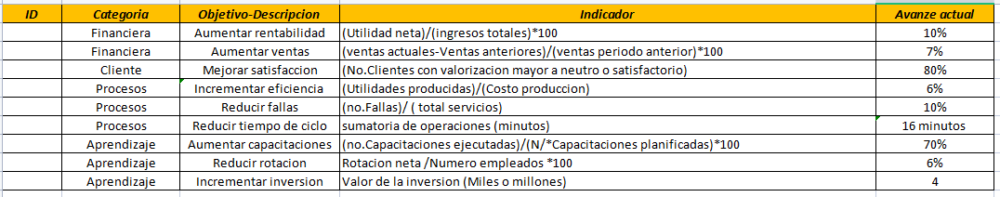 ID Categoria Objetivo-Descripcion Indicador Avanze actual
Financiera Aumentar rentabilidad (Utilidad neta)/(ingresos totales)*100 10%
Financiera Aumentar ventas (ventas actuales-Ventas anteriores)/(ventas periodo anterior)*100 7%
Cliente Mejorar satisfaccion (No.Clientes con valorizacion mayor a neutro o satisfactorio) 80%
Procesos Incrementar eficiencia (Utilidades producidas)/(Costo produccion) 6%
Procesos Reducir fallas (no.Fallas)/ ( total servicios) 10%
Procesos Reducir tiempo de ciclo sumatoria de operaciones (minutos) 16 minutos
Aprendizaje Aumentar capacitaciones (no.Capacitaciones ejecutadas)/(N/*Capacitaciones planificadas)*100 70%
Aprendizaje Reducir rotacion Rotacion neta /Numero empleados *100 6%
Aprendizaje Incrementar inversion Valor de la inversion (Miles o millones) 4